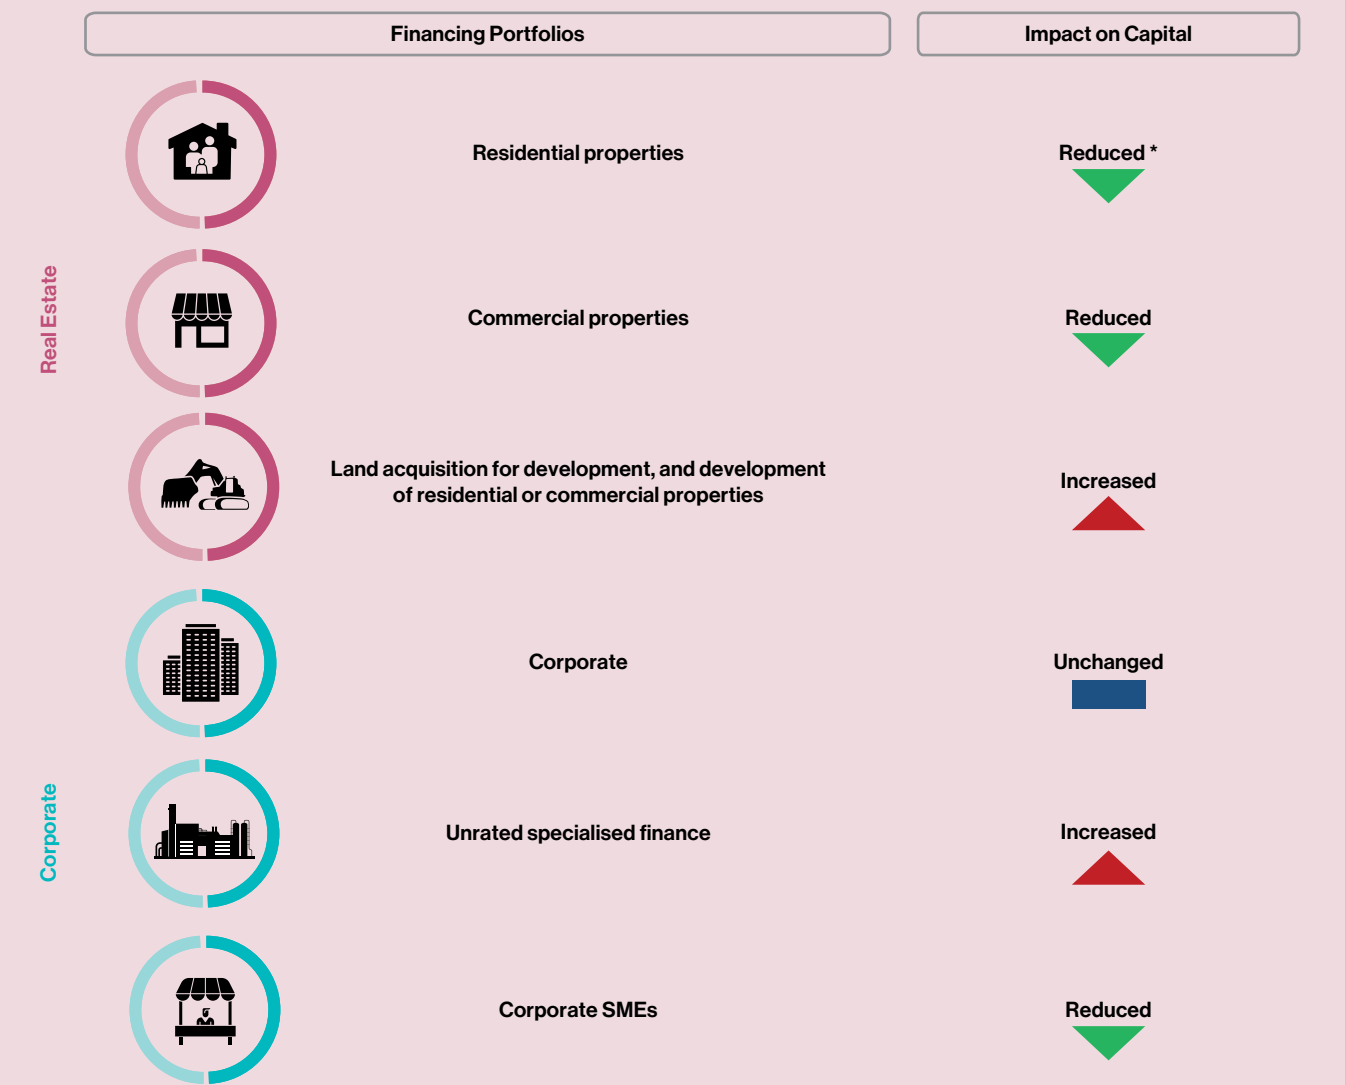 Financing Portfolios
Impact on Capital
Real Estate
Residential properties
Reduced *
Commercial properties
Reduced
Land acquisition for development, and development
of residential or commercial properties
Increased
Corporate
Corporate
Unchanged
Unrated specialised finance
Increased
Corporate SMEs
Reduced